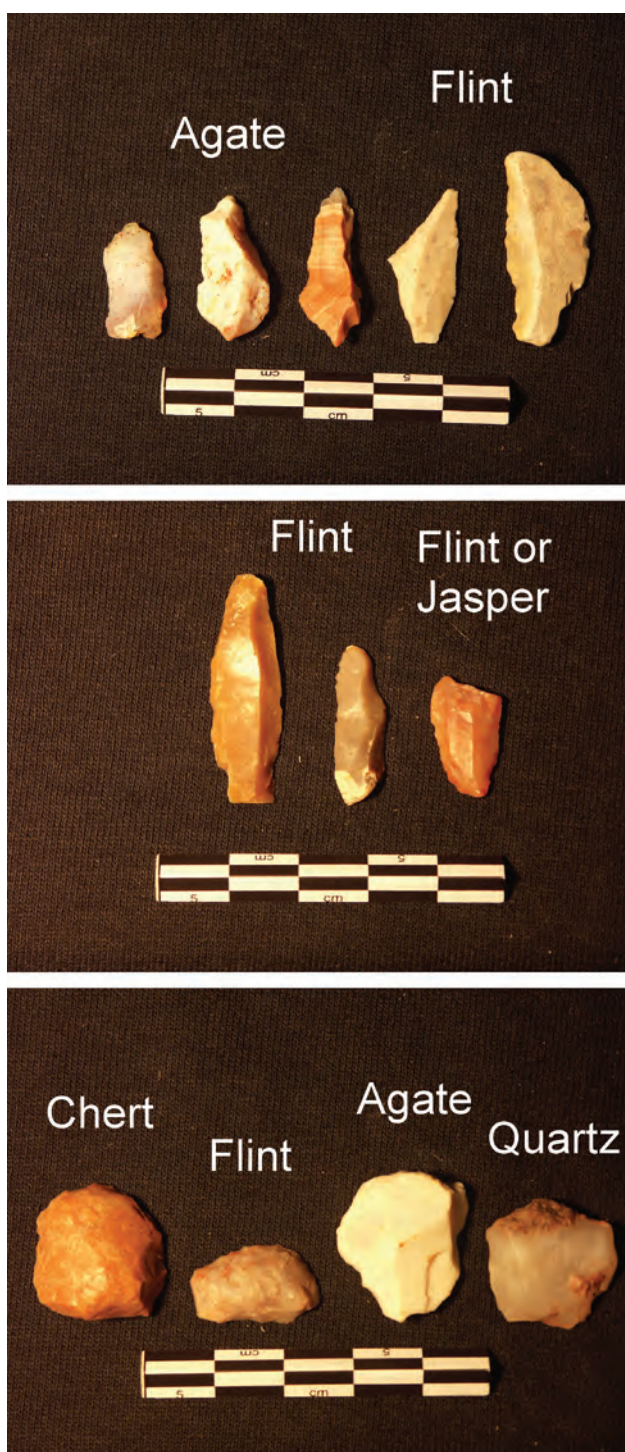 Flint
Agate
cm 5
5 cm
Flint
Flint or
Jasper
cm 5
5 cm
Chert
Flint
Agate
Quartz
cm 5
5 cm